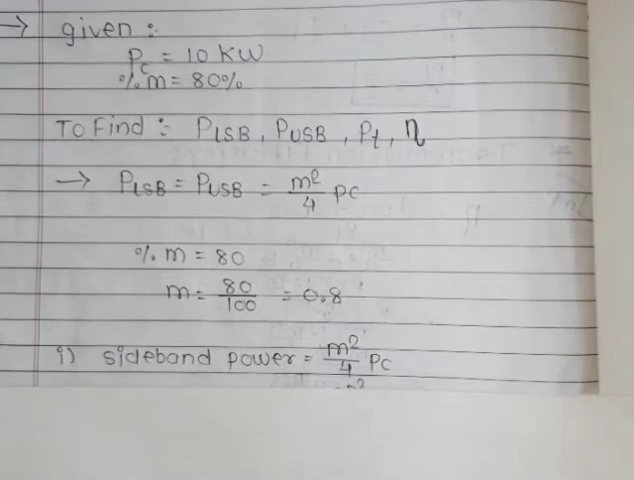 → given :
Pc = 10 KW
% m = 80%
To Find :- PLSB, PUSB, Pt, η
→ PLSB = PUSB = m²/4 Pc
% m = 80
m = 80/100 = 0.8
i) sideband power = m²/4 Pc